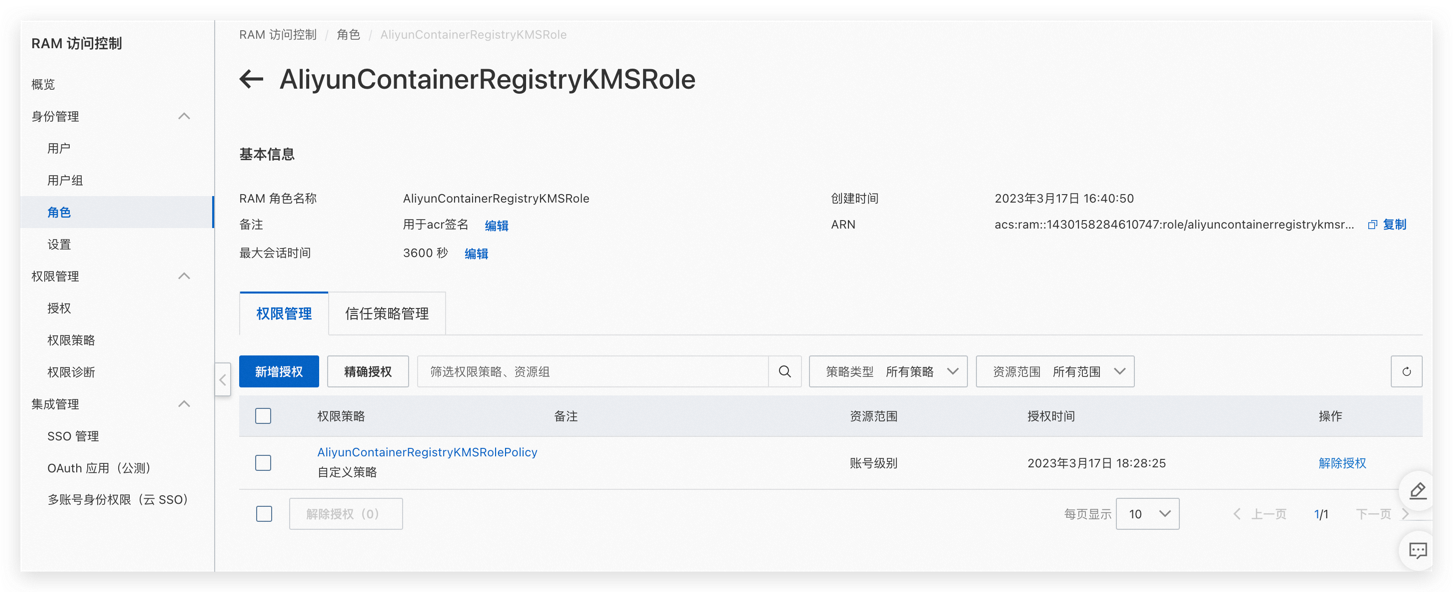 RAM 访问控制
概览
身份管理
用户
用户组
角色
设置
权限管理
授权
权限策略
权限诊断
集成管理
SSO 管理
OAuth 应用（公测）
多账号身份权限（云 SSO）
RAM 访问控制 / 角色 / AliyunContainerRegistryKMSRole
← AliyunContainerRegistryKMSRole
基本信息
RAM 角色名称 AliyunContainerRegistryKMSRole 创建时间 2023年3月17日 16:40:50
备注 用于acr签名 编辑 ARN acs:ram::1430158284610747:role/aliyuncontainerregistrykmsr... 复制
最大会话时间 3600 秒 编辑
权限管理 信任策略管理
新增授权 精确授权 筛选权限策略、资源组 策略类型 所有策略 资源范围 所有范围
权限策略 备注 资源范围 授权时间 操作
AliyunContainerRegistryKMSRolePolicy
自定义策略 账号级别 2023年3月17日 18:28:25 解除授权
解除授权（0） 每页显示 10 上一页 1/1 下一页